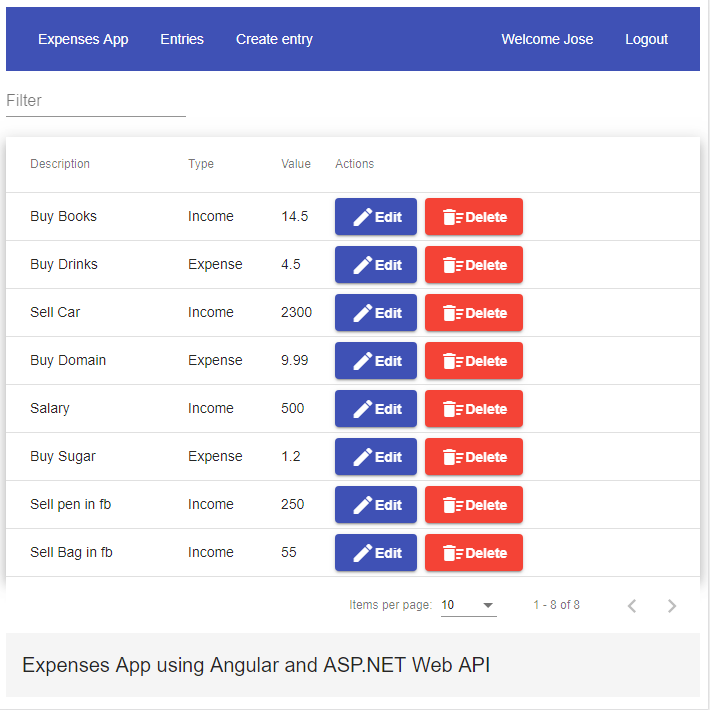 Expenses App Entries Create entry Welcome Jose Logout
Filter
Description Type Value Actions
Buy Books Income 14.5 Edit Delete
Buy Drinks Expense 4.5 Edit Delete
Sell Car Income 2300 Edit Delete
Buy Domain Expense 9.99 Edit Delete
Salary Income 500 Edit Delete
Buy Sugar Expense 1.2 Edit Delete
Sell pen in fb Income 250 Edit Delete
Sell Bag in fb Income 55 Edit Delete
Items per page: 10 1 - 8 of 8
Expenses App using Angular and ASP.NET Web API